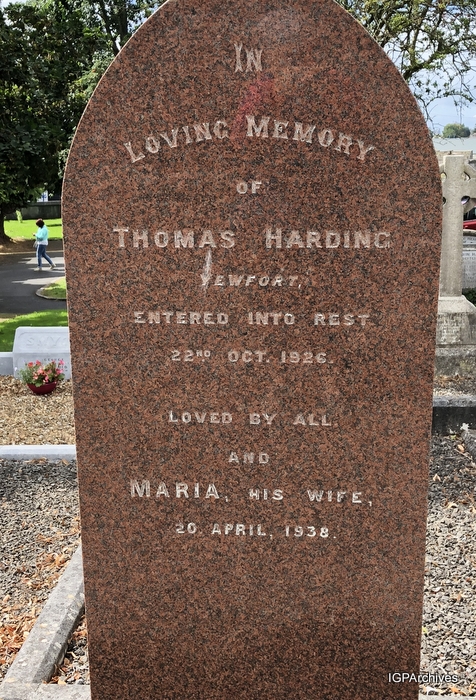 IN
LOVING MEMORY
OF
THOMAS HARDING
NEWFORT,
ENTERED INTO REST
22ND OCT. 1926.
LOVED BY ALL.
AND
MARIA, HIS WIFE,
20. APRIL, 1938.
IGPArchives